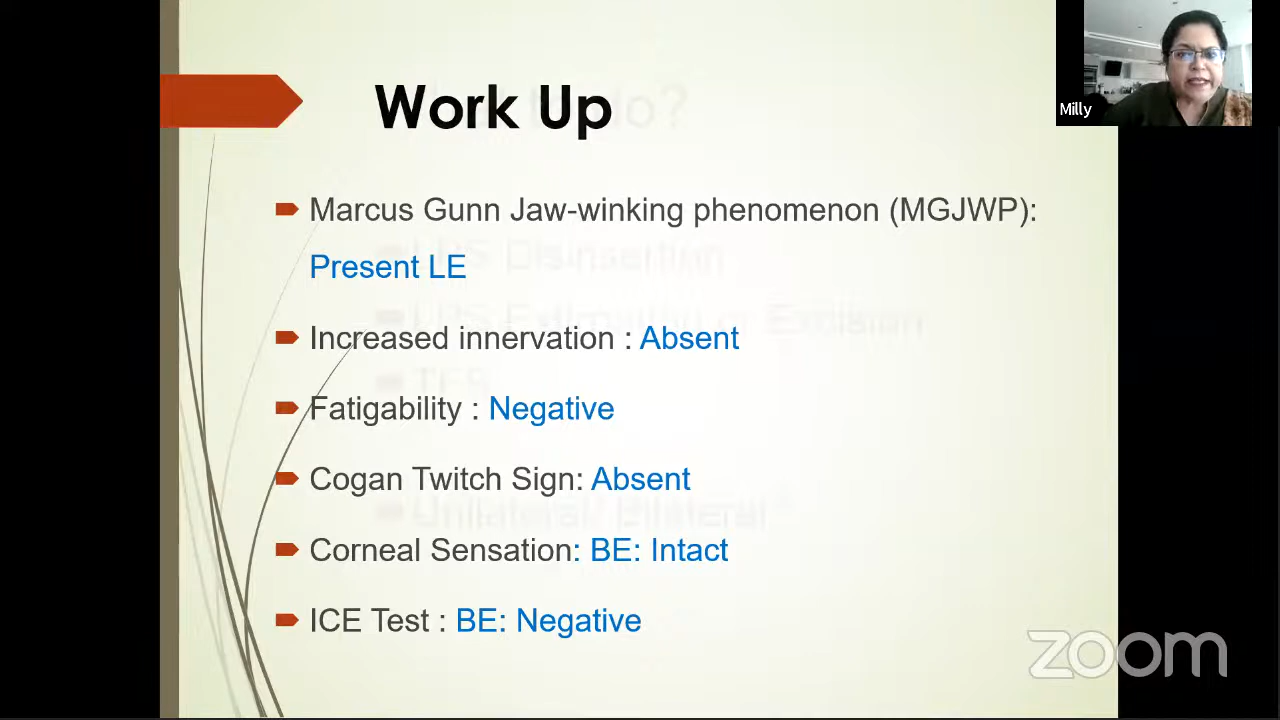 Work Up
Marcus Gunn Jaw-winking phenomenon (MGJWP):
Present LE
Increased innervation : Absent
Fatigability : Negative
Cogan Twitch Sign: Absent
Corneal Sensation: BE: Intact
ICE Test : BE: Negative
Milly
zoom